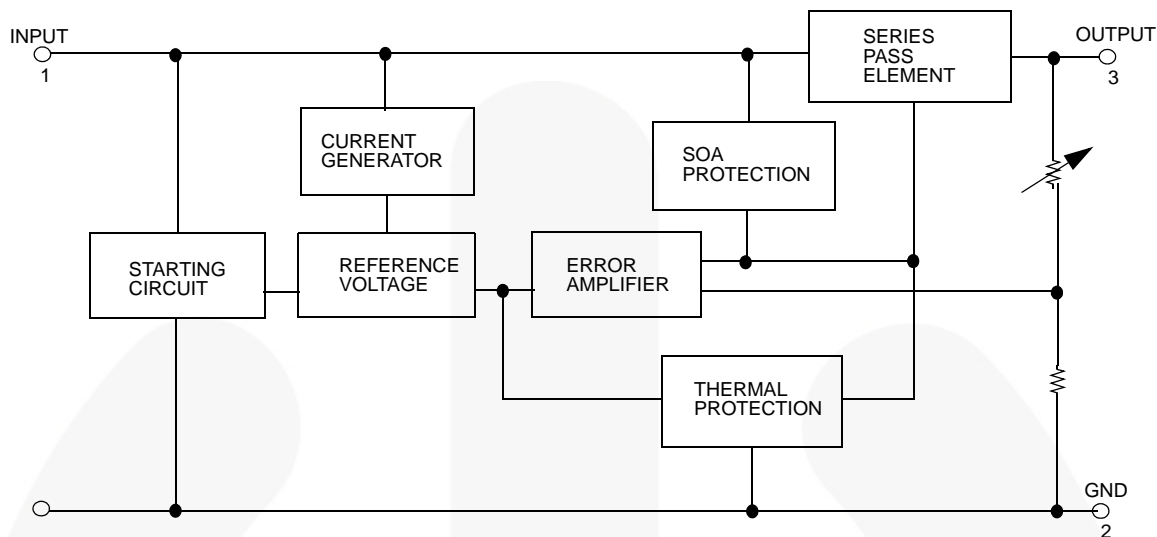 INPUT
1
SERIES
PASS
ELEMENT
OUTPUT
3
CURRENT
GENERATOR
SOA
PROTECTION
STARTING
CIRCUIT
REFERENCE
VOLTAGE
ERROR
AMPLIFIER
THERMAL
PROTECTION
GND
2